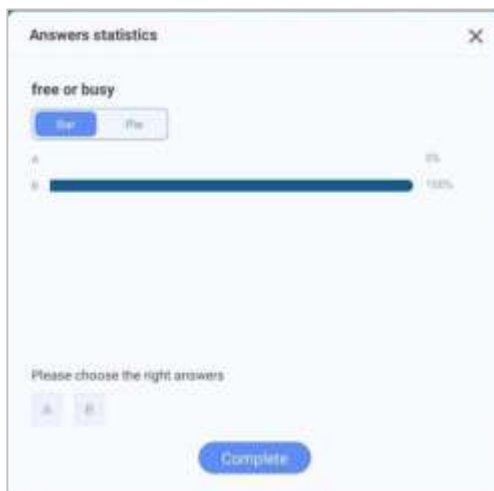 Answers statistics
free or busy
Bar Pie
A 0%
B 100%
Please choose the right answers
A B
Complete